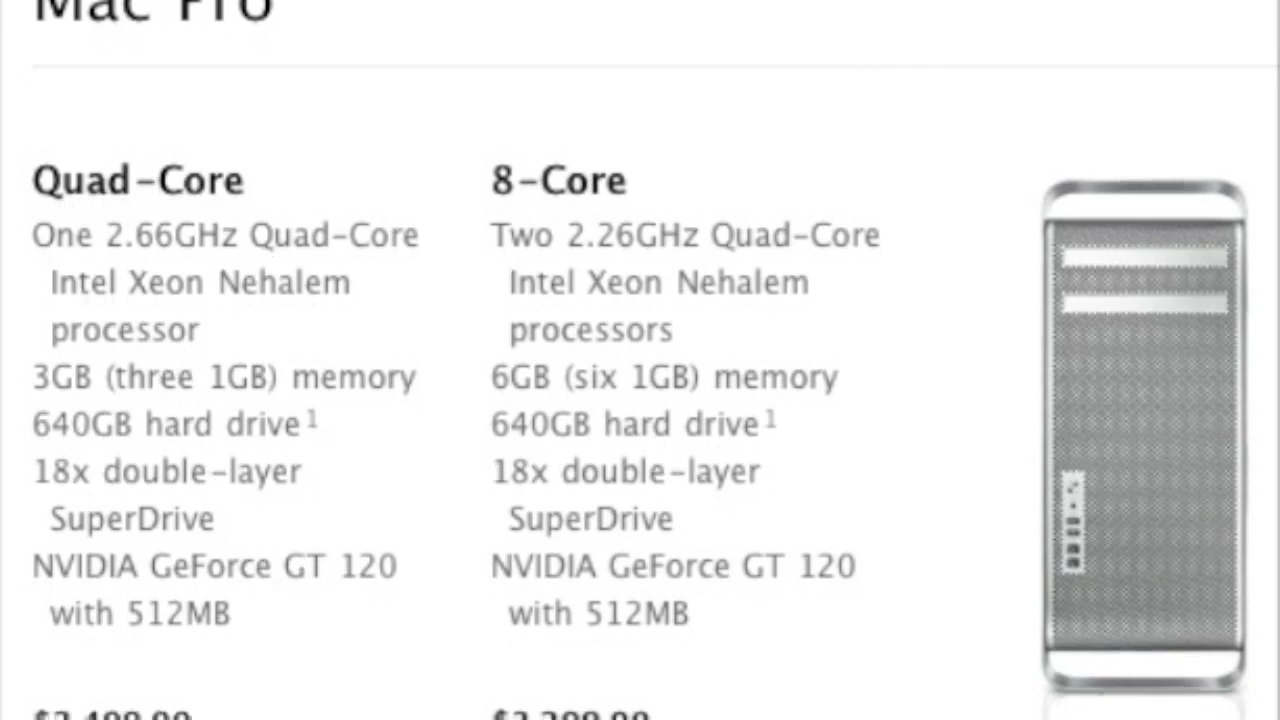 Mac Pro
Quad-Core
One 2.66GHz Quad-Core
Intel Xeon Nehalem
processor
3GB (three 1GB) memory
640GB hard drive¹
18x double-layer
SuperDrive
NVIDIA GeForce GT 120
with 512MB
8-Core
Two 2.26GHz Quad-Core
Intel Xeon Nehalem
processors
6GB (six 1GB) memory
640GB hard drive¹
18x double-layer
SuperDrive
NVIDIA GeForce GT 120
with 512MB